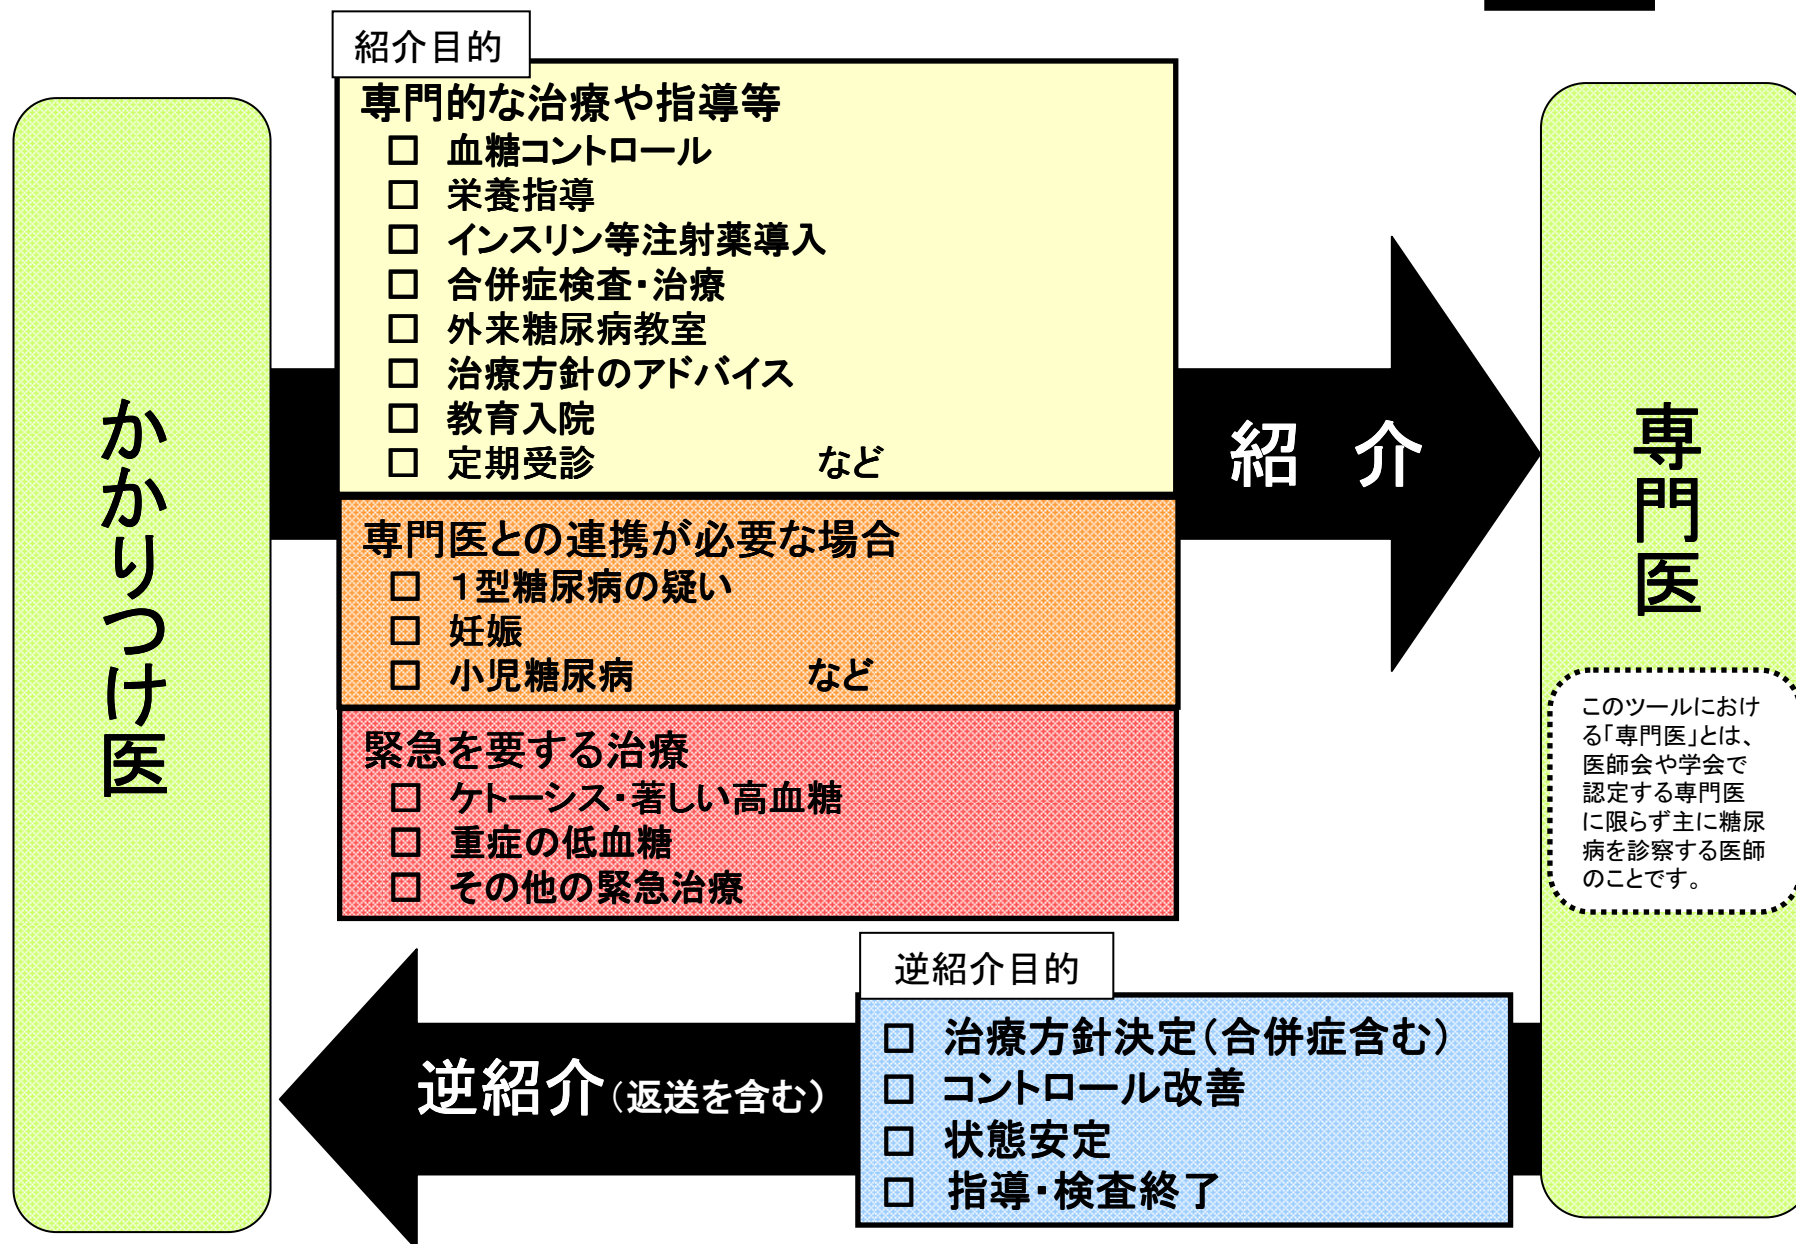 紹介目的
専門的な治療や指導等
□ 血糖コントロール
□ 栄養指導
□ インスリン等注射薬導入
□ 合併症検査・治療
□ 外来糖尿病教室
□ 治療方針のアドバイス
□ 教育入院
□ 定期受診 など
専門医との連携が必要な場合
□ １型糖尿病の疑い
□ 妊娠
□ 小児糖尿病 など
緊急を要する治療
□ ケトーシス・著しい高血糖
□ 重症の低血糖
□ その他の緊急治療
かかりつけ医
紹 介
専門医
このツールにおけ
る「専門医」とは、
医師会や学会で
認定する専門医
に限らず主に糖尿
病を診察する医師
のことです。
逆紹介目的
□ 治療方針決定（合併症含む）
□ コントロール改善
□ 状態安定
□ 指導・検査終了
逆紹介（返送を含む）